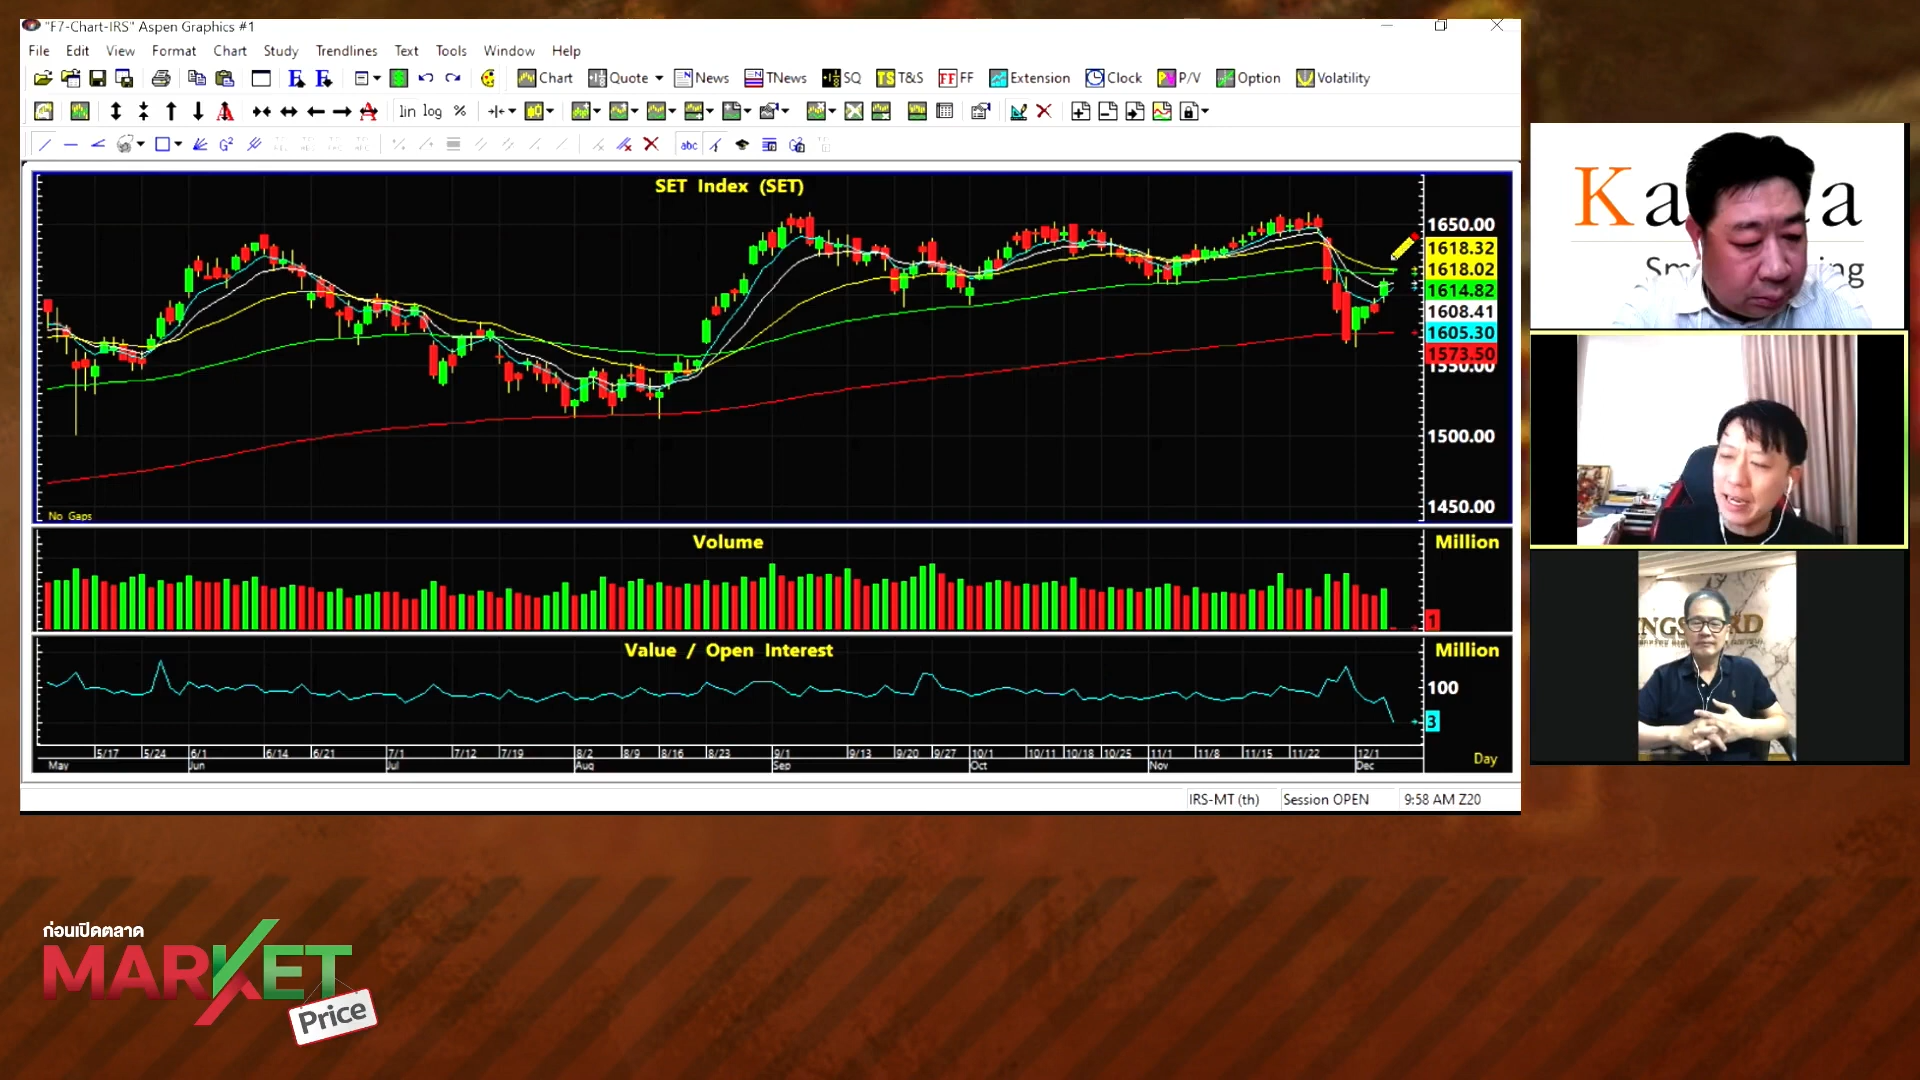 "F7-Chart-IRS" Aspen Graphics #1
File Edit View Format Chart Study Trendlines Text Tools Window Help
Chart Quote News TNews SQ T&S FF Extension Clock P/V Option Volatility
lin log %
abc
SET Index (SET)
1650.00
1618.32
1618.02
1614.82
1608.41
1605.30
1573.50
1550.00
1500.00
1450.00
No Gaps
Volume
Million
1
Value / Open Interest
Million
100
3
5/17 5/24 6/1 6/14 6/21 7/1 7/12 7/19 8/2 8/9 8/16 8/23 9/1 9/13 9/20 9/27 10/1 10/11 10/18 10/25 11/1 11/8 11/15 11/22 12/1
May Jun Jul Aug Sep Oct Nov Dec
Day
IRS-MT (th) Session OPEN 9:58 AM Z20
ก่อนเปิดตลาด
MARKET
Price